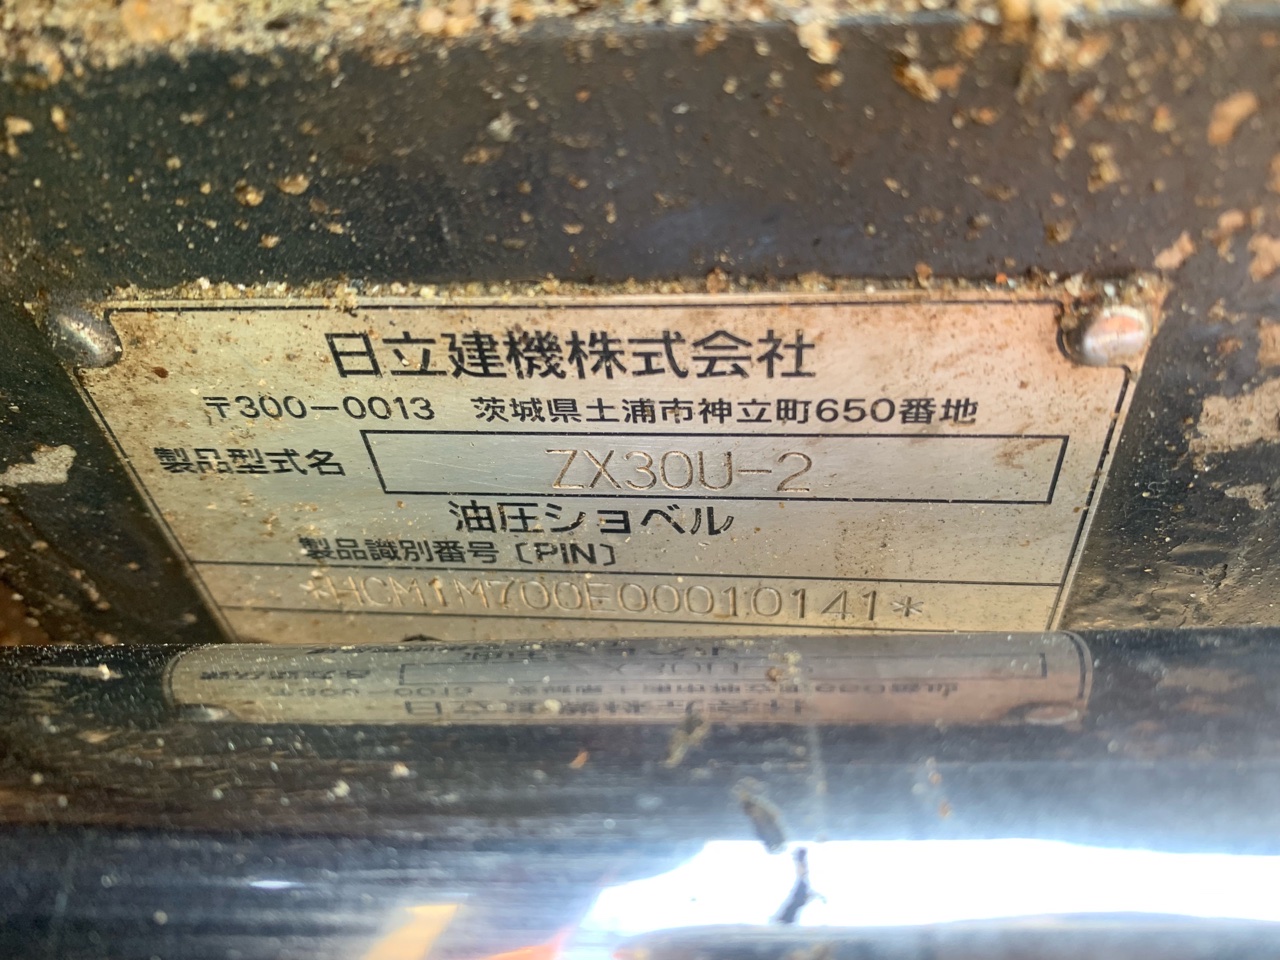 日立建機株式会社
〒300-0013 茨城県土浦市神立町650番地
製品型式名 ZX30U-2
油圧ショベル
製品識別番号〔PIN〕
*HCM1M700E00010141*